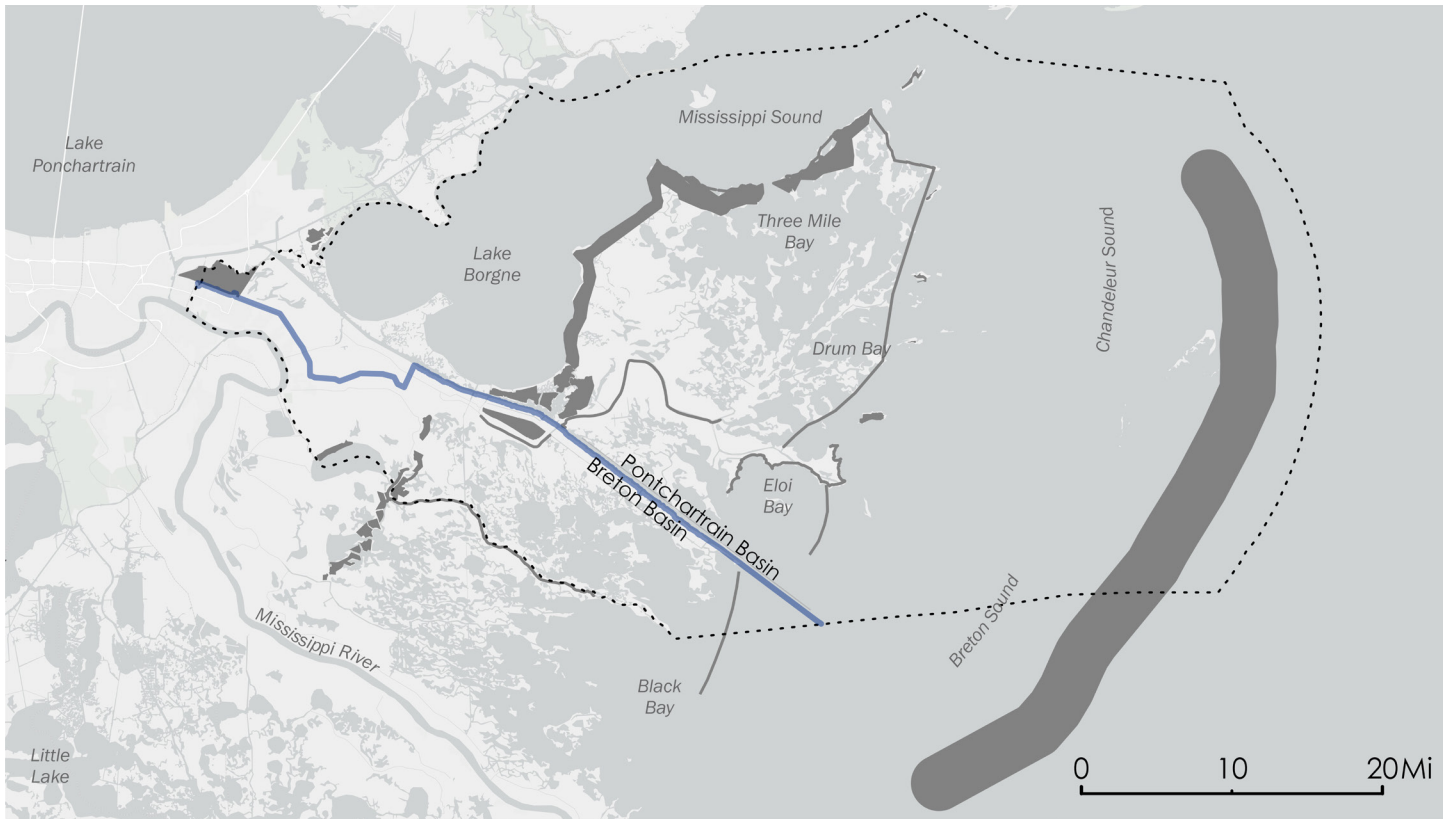 Mississippi Sound
Lake
Ponchartrain
Three Mile
Bay
Lake
Borgne
Chandeleur Sound
Drum Bay
Pontchartrain Basin
Breton Basin
Eloi
Bay
Breton Sound
Mississippi River
Black
Bay
Little
Lake
0 10 20Mi